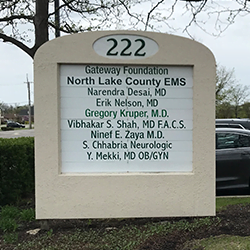 222
Gateway Foundation
North Lake County EMS
Narendra Desai, MD
Erik Nelson, MD
Gregory Kruper, M.D.
Vibhakar S. Shah, MD F.A.C.S.
Ninef E. Zaya M.D.
S. Chhabria Neurologic
Y. Mekki, MD OB/GYN